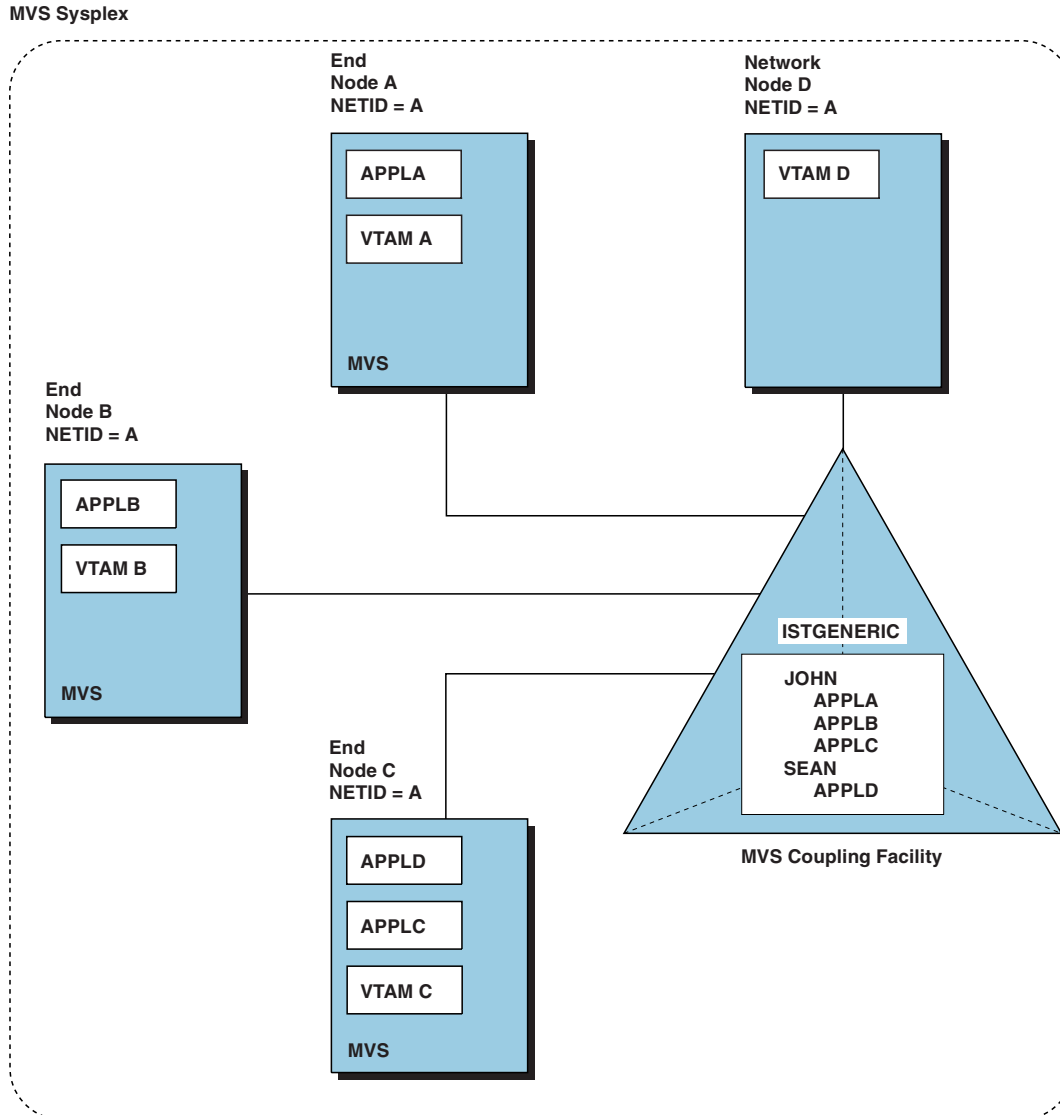 MVS Sysplex
End
Node A
NETID = A
APPLA
VTAM A
MVS
Network
Node D
NETID = A
VTAM D
End
Node B
NETID = A
APPLB
VTAM B
MVS
End
Node C
NETID = A
APPLD
APPLC
VTAM C
MVS
ISTGENERIC
JOHN
APPLA
APPLB
APPLC
SEAN
APPLD
MVS Coupling Facility